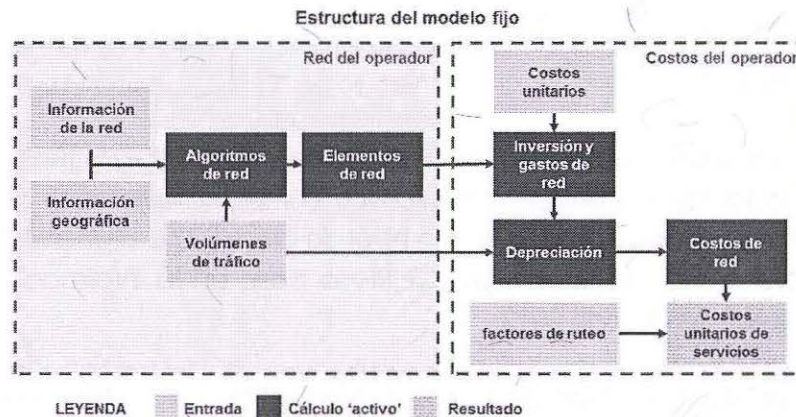 Estructura del modelo fijo
Red del operador
Costos del operador
Información
de la red
Información
geográfica
Algoritmos
de red
Elementos
de red
Volúmenes
de tráfico
Costos
unitarios
Inversión y
gastos de
red
Depreciación
Costos de
red
factores de ruteo
Costos
unitarios de
servicios
LEYENDA
Entrada
Cálculo ‘activo’
Resultado